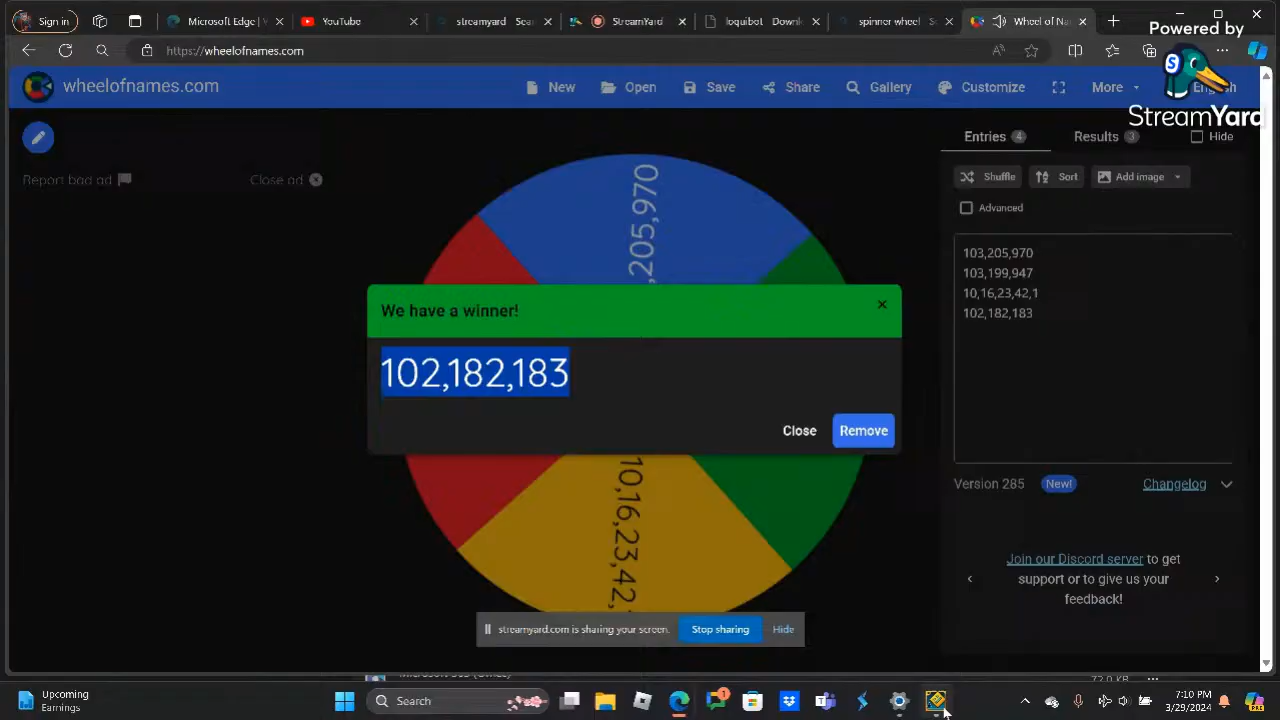 Sign in
Microsoft Edge | V
YouTube
streamyard Sea
StreamYard
loquibot Downl
spinner wheel Se
Wheel of Na
https://wheelofnames.com
Powered by
StreamYard
wheelofnames.com
New
Open
Save
Share
Gallery
Customize
More
English
Report bad ad
Close ad
Entries 4
Results 3
Hide
Shuffle
Sort
Add image
Advanced
103,205,970
103,199,947
10,16,23,42,1
102,182,183
,205,970
We have a winner!
102,182,183
Close
Remove
10,16,23,42,
Version 285
New!
Changelog
Join our Discord server to get
support or to give us your
feedback!
streamyard.com is sharing your screen.
Stop sharing
Hide
Upcoming
Earnings
Search
1
7:10 PM
3/29/2024